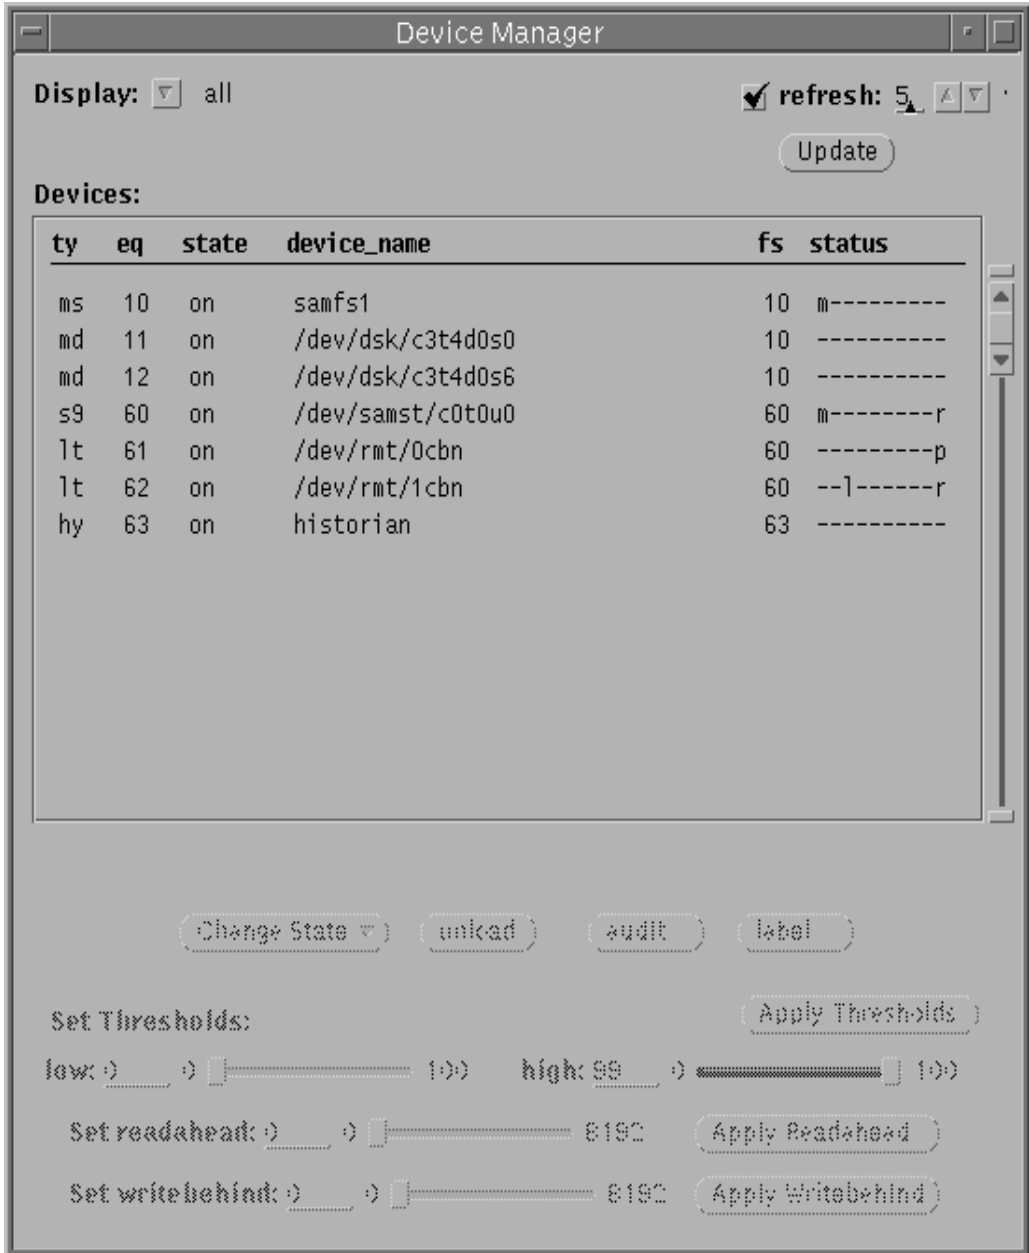 Device Manager
Display: all refresh: 5
Update
Devices:
ty eq state device_name fs status
ms 10 on samfs1 10 m---------
md 11 on /dev/dsk/c3t4d0s0 10 ----------
md 12 on /dev/dsk/c3t4d0s6 10 ----------
s9 60 on /dev/samst/c0t0u0 60 m--------r
lt 61 on /dev/rmt/0cbn 60 ---------p
lt 62 on /dev/rmt/1cbn 60 --l------r
hy 63 on historian 63 ----------
Change State unload audit label
Set Thresholds: Apply Thresholds
low: 0 0 100 high: 99 0 100
Set readahead: 0 0 8192 Apply Readahead
Set writebehind: 0 0 8192 Apply Writebehind